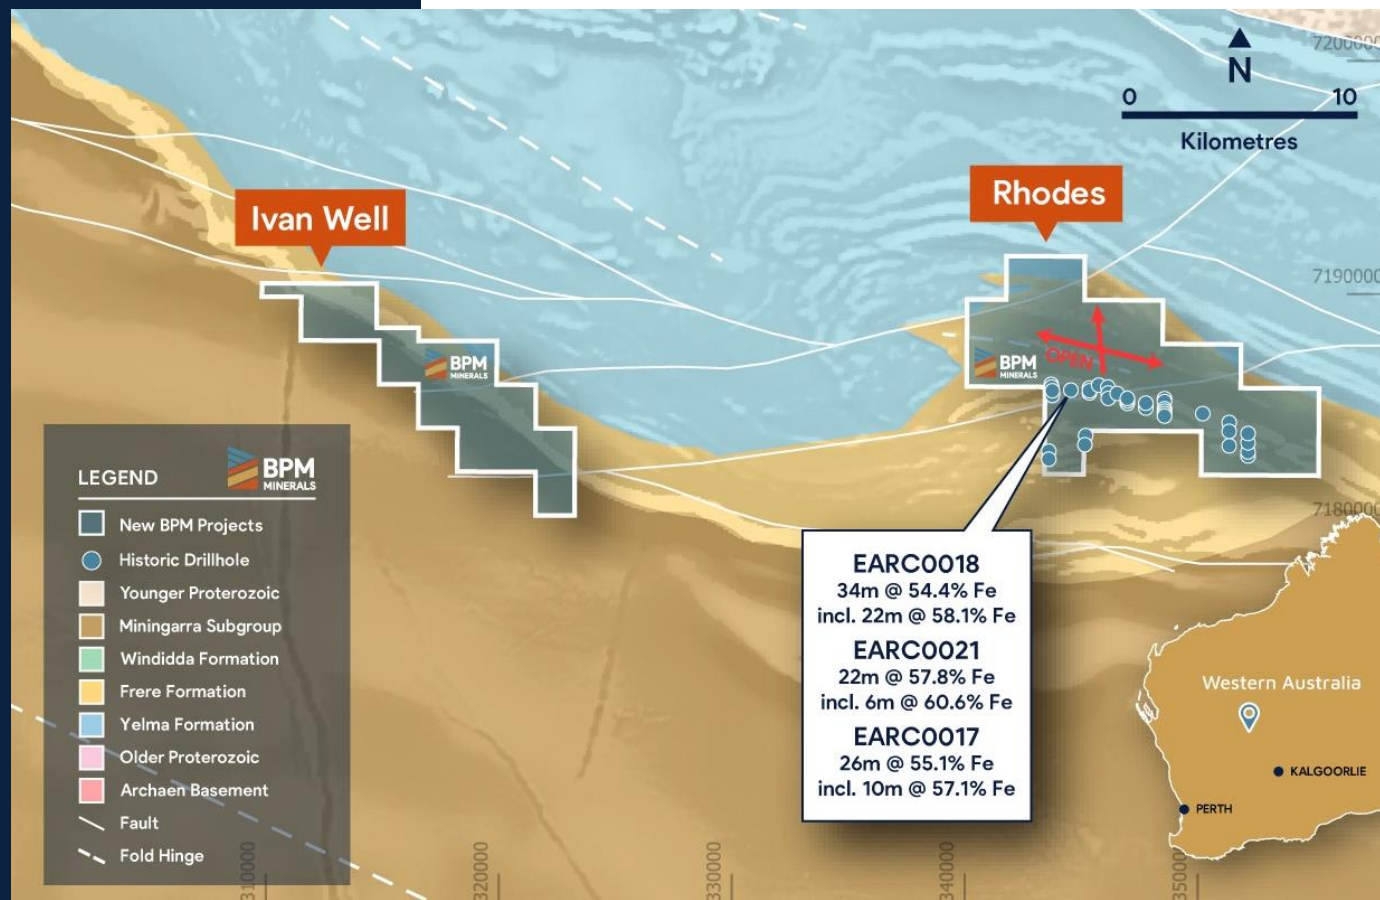 N
0 10
Kilometres
7200000
Ivan Well
Rhodes
7190000
OPEN
BPM
MINERALS
BPM
MINERALS
7180000
LEGEND
BPM
MINERALS
New BPM Projects
Historic Drillhole
Younger Proterozoic
Miningarra Subgroup
Windidda Formation
Frere Formation
Yelma Formation
Older Proterozoic
Archaen Basement
Fault
Fold Hinge
EARC0018
34m @ 54.4% Fe
incl. 22m @ 58.1% Fe
EARC0021
22m @ 57.8% Fe
incl. 6m @ 60.6% Fe
EARC0017
26m @ 55.1% Fe
incl. 10m @ 57.1% Fe
Western Australia
KALGOORLIE
PERTH
310000
320000
330000
340000
350000